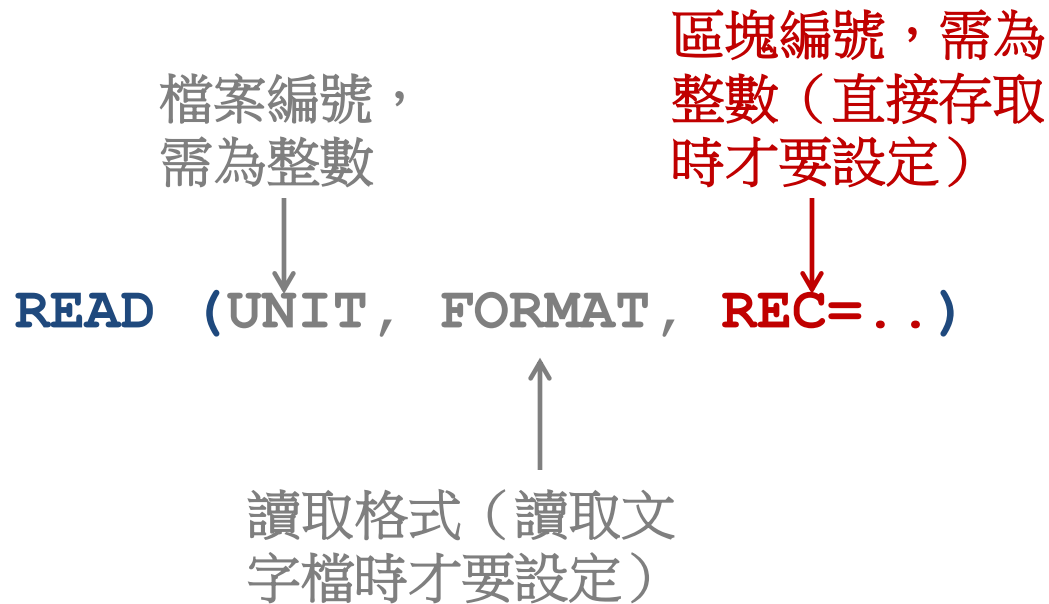 區塊編號，需為
整數（直接存取
時才要設定）
檔案編號，
需為整數
READ (UNIT, FORMAT, REC=..)
讀取格式（讀取文
字檔時才要設定）